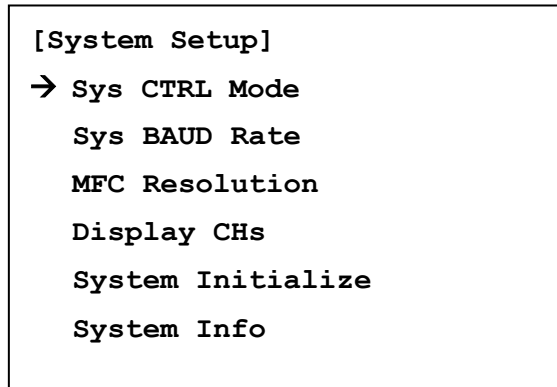 [System Setup]
→ Sys CTRL Mode
Sys BAUD Rate
MFC Resolution
Display CHs
System Initialize
System Info